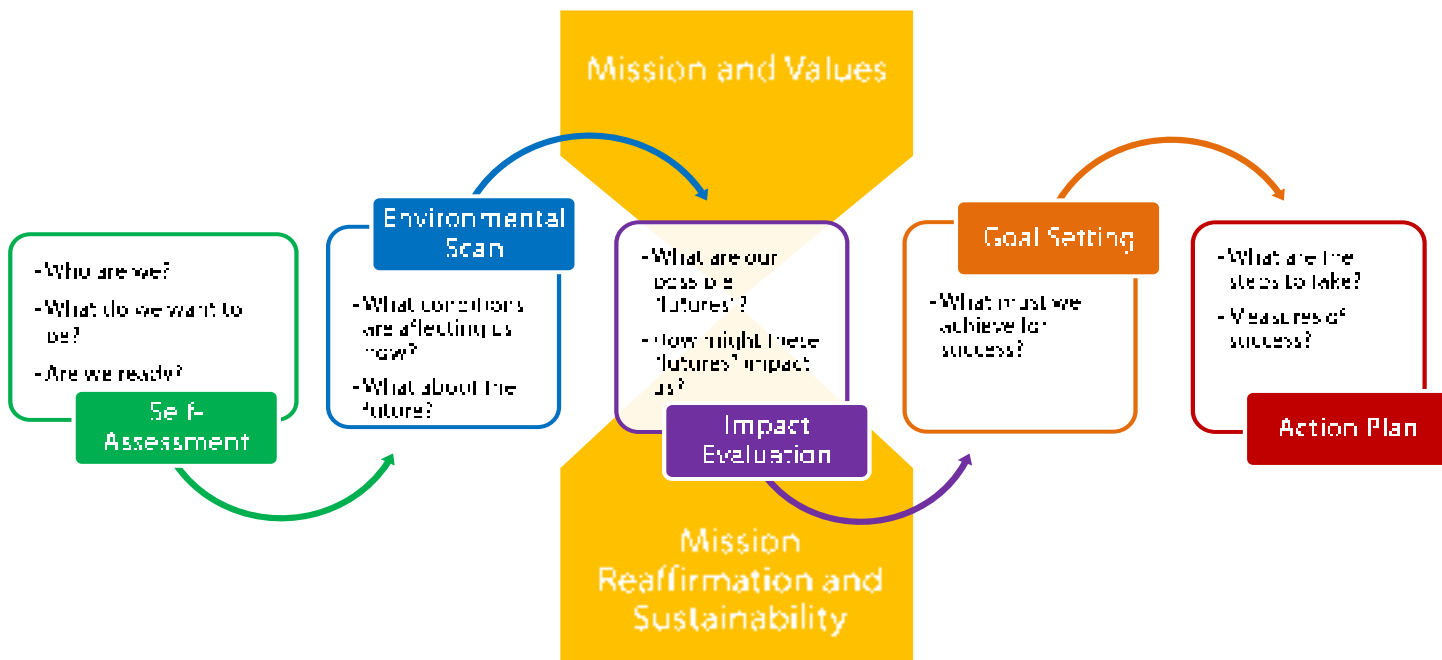 Mission and Values
- Who are we?
- What do we want to
be?
- Are we ready?
Self-
Assessment
Environmental
Scan
- What conditions
are affecting us
now?
- What about the
future?
- What are our
possible
"futures"?
- How might these
"futures" impact
us?
Impact
Evaluation
Goal Setting
- What must we
achieve for
success?
- What are the
steps to take?
- Measures of
success?
Action Plan
Mission
Reaffirmation and
Sustainability